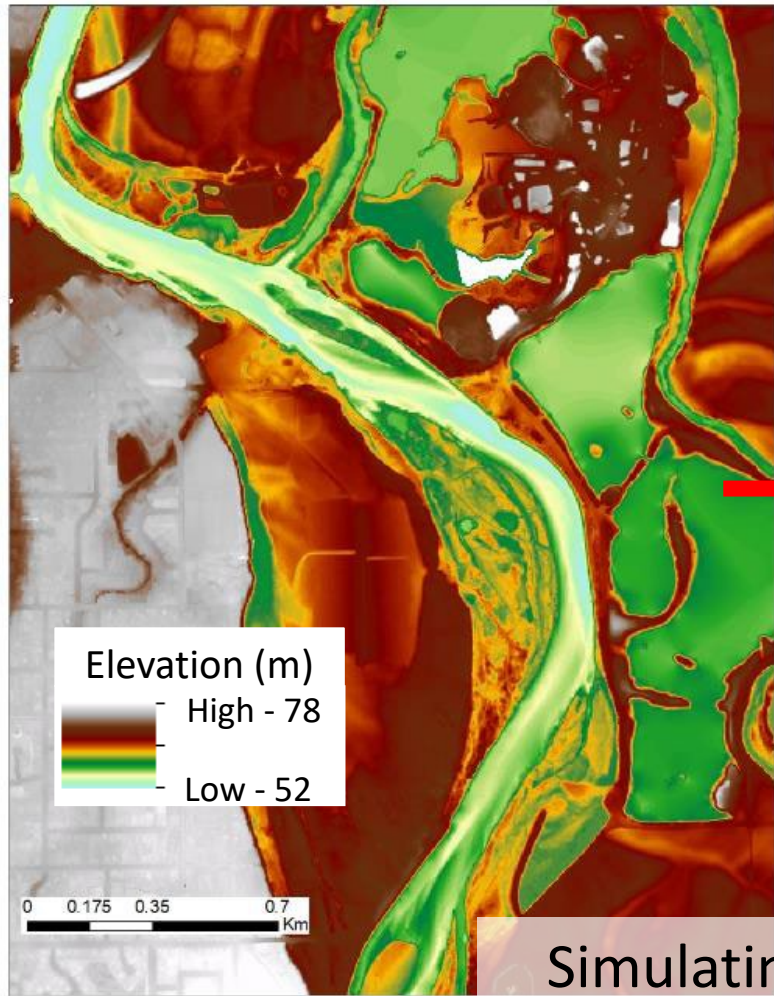 Elevation (m)
High - 78
Low - 52
0 0.175 0.35 0.7
Km
Simulatin